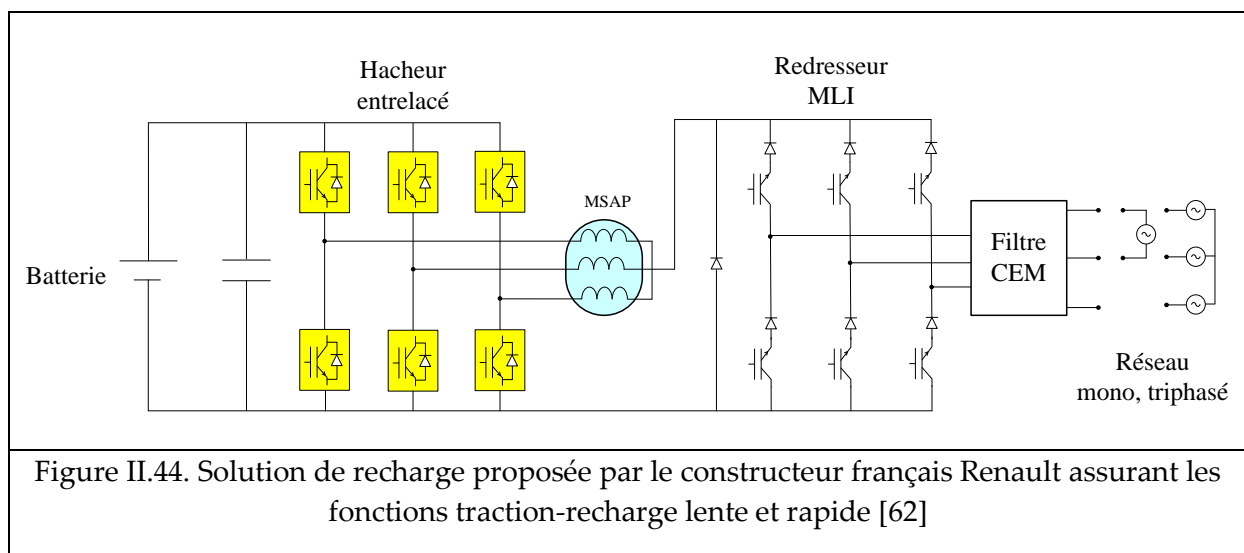 Hacheur
entrelacé
Redresseur
MLI
MSAP
Batterie
Filtre
CEM
Réseau
mono, triphasé
Figure II.44. Solution de recharge proposée par le constructeur français Renault assurant les
fonctions traction-recharge lente et rapide [62]